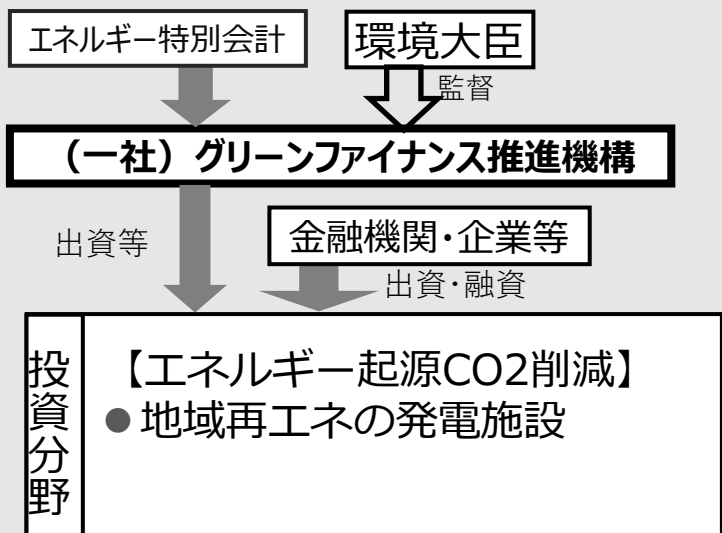 エネルギー特別会計
環境大臣
監督
（一社）グリーンファイナンス推進機構
出資等
金融機関・企業等
出資・融資
投資分野
【エネルギー起源CO2削減】
●地域再エネの発電施設